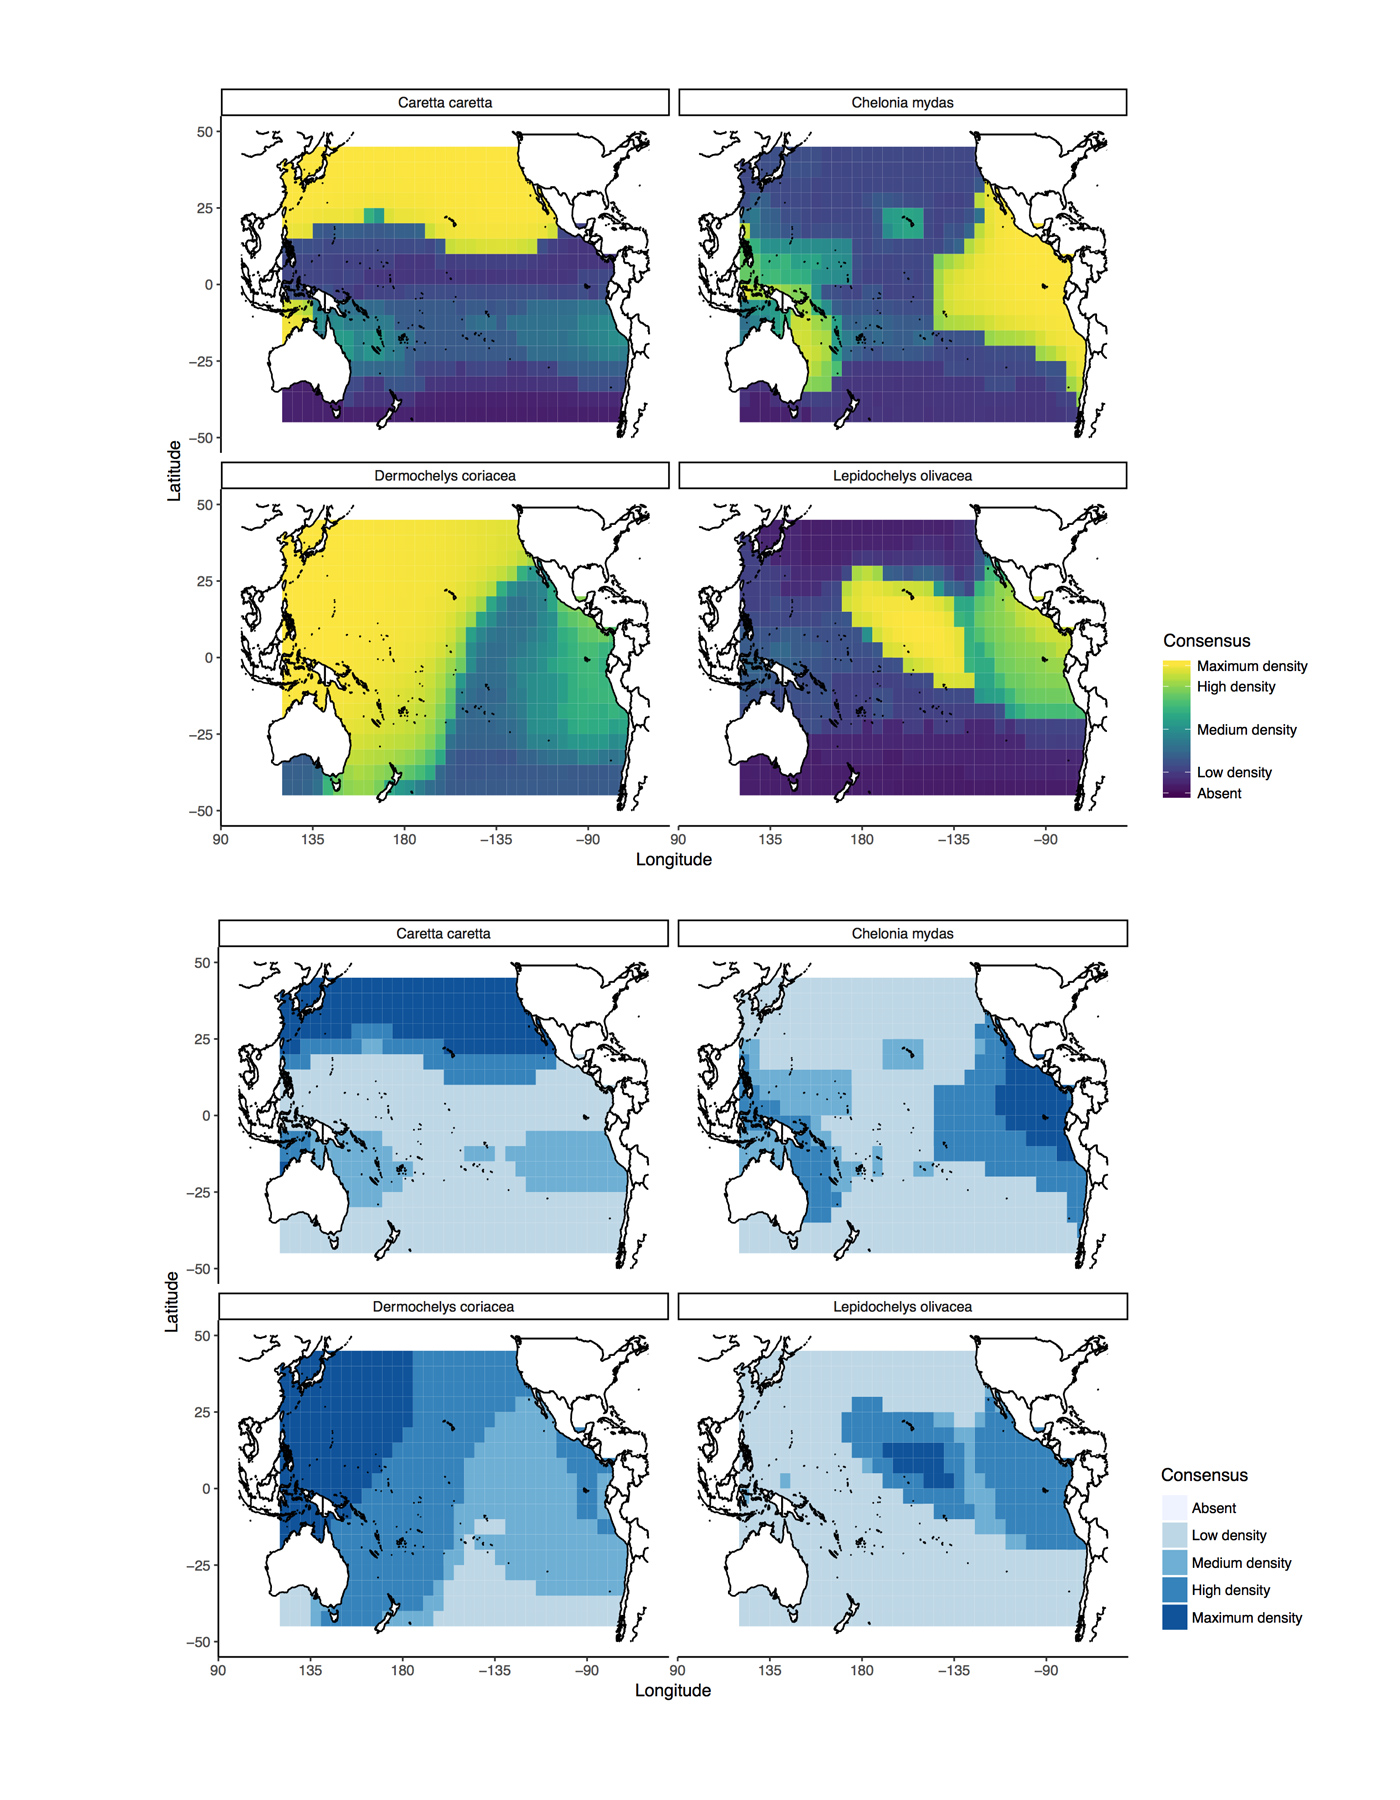 Caretta caretta
Chelonia mydas
50
25
0
−25
−50
Latitude
Dermochelys coriacea
Lepidochelys olivacea
50
25
0
−25
−50
90
135
180
−135
−90
90
135
180
−135
−90
Longitude
Consensus
Maximum density
High density
Medium density
Low density
Absent
Caretta caretta
Chelonia mydas
50
25
0
−25
−50
Latitude
Dermochelys coriacea
Lepidochelys olivacea
50
25
0
−25
−50
90
135
180
−135
−90
90
135
180
−135
−90
Longitude
Consensus
Absent
Low density
Medium density
High density
Maximum density